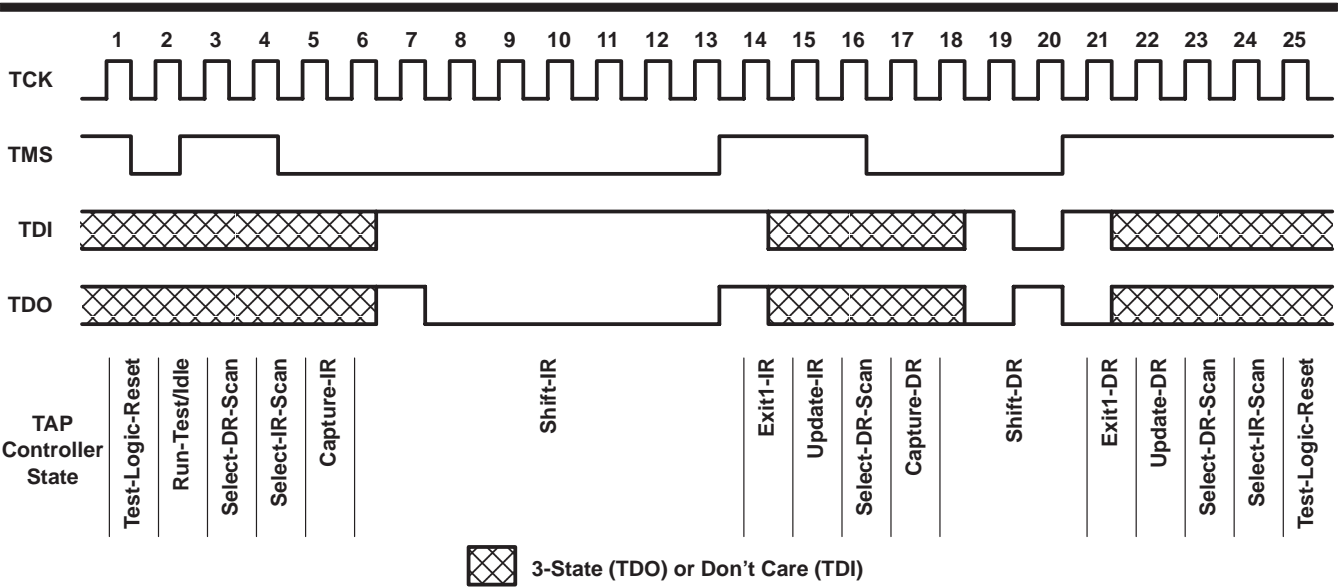 1 2 3 4 5 6 7 8 9 10 11 12 13 14 15 16 17 18 19 20 21 22 23 24 25
TCK
TMS
TDI
TDO
TAP
Controller
State
Test-Logic-Reset
Run-Test/Idle
Select-DR-Scan
Select-IR-Scan
Capture-IR
Shift-IR
Exit1-IR
Update-IR
Select-DR-Scan
Capture-DR
Shift-DR
Exit1-DR
Update-DR
Select-DR-Scan
Select-IR-Scan
Test-Logic-Reset
3-State (TDO) or Don't Care (TDI)